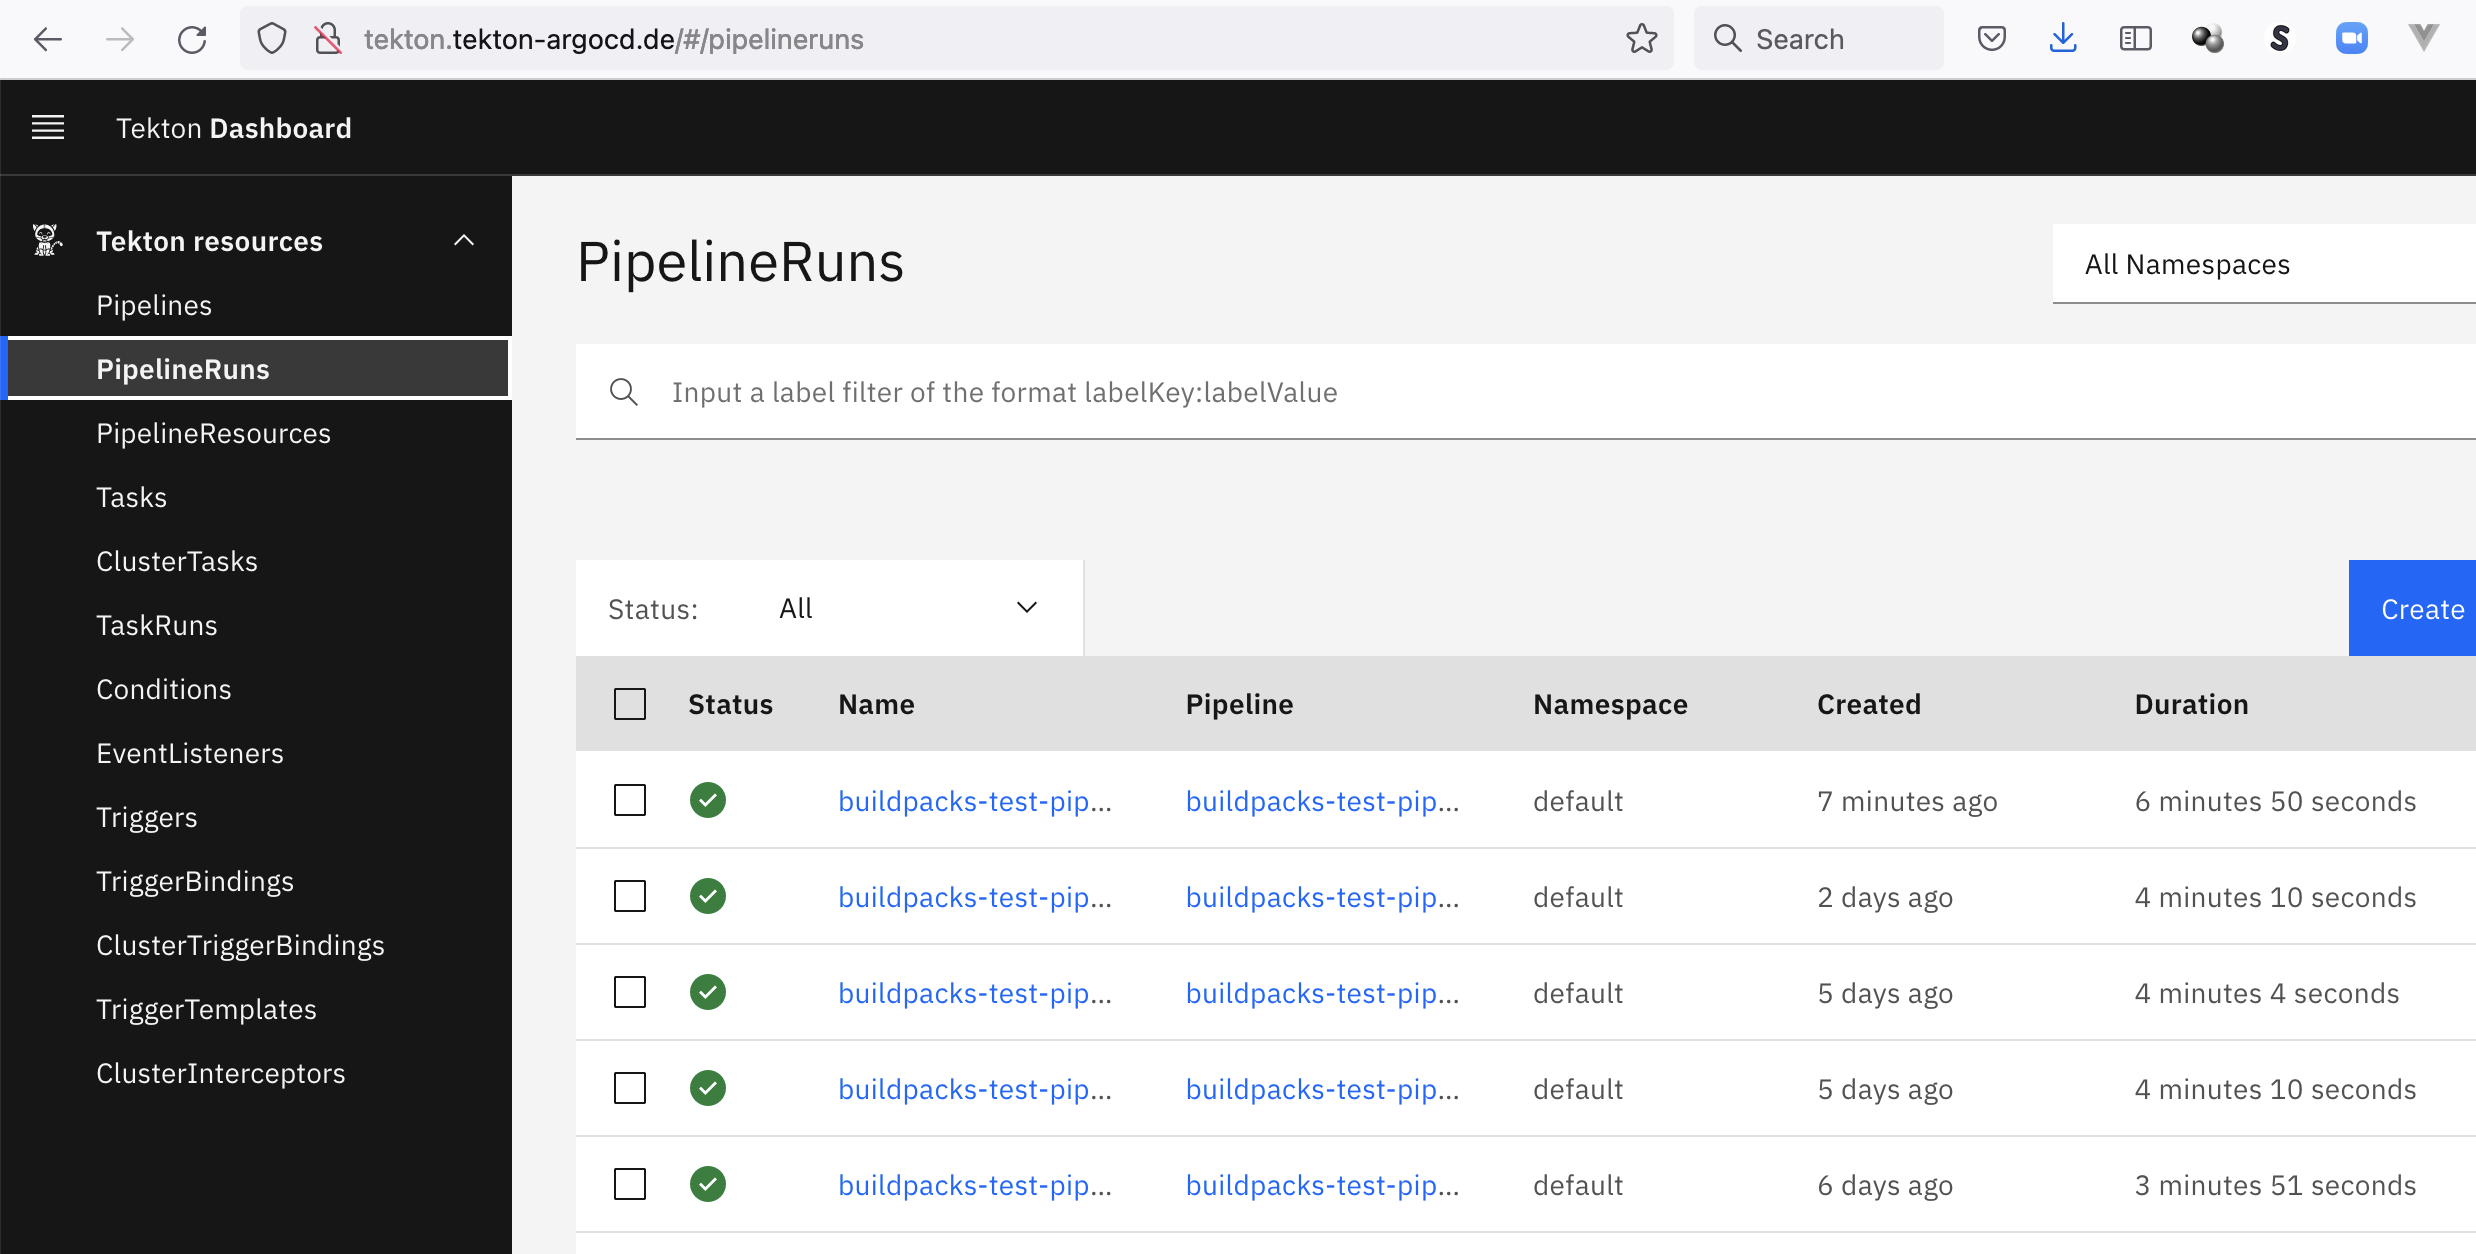 tekton.tekton-argocd.de/#/pipelineruns
Search
Tekton Dashboard
Tekton resources
Pipelines
PipelineRuns
PipelineResources
Tasks
ClusterTasks
TaskRuns
Conditions
EventListeners
Triggers
TriggerBindings
ClusterTriggerBindings
TriggerTemplates
ClusterInterceptors
PipelineRuns
All Namespaces
Input a label filter of the format labelKey:labelValue
Status: All
Create
Status Name Pipeline Namespace Created Duration
buildpacks-test-pip... buildpacks-test-pip... default 7 minutes ago 6 minutes 50 seconds
buildpacks-test-pip... buildpacks-test-pip... default 2 days ago 4 minutes 10 seconds
buildpacks-test-pip... buildpacks-test-pip... default 5 days ago 4 minutes 4 seconds
buildpacks-test-pip... buildpacks-test-pip... default 5 days ago 4 minutes 10 seconds
buildpacks-test-pip... buildpacks-test-pip... default 6 days ago 3 minutes 51 seconds